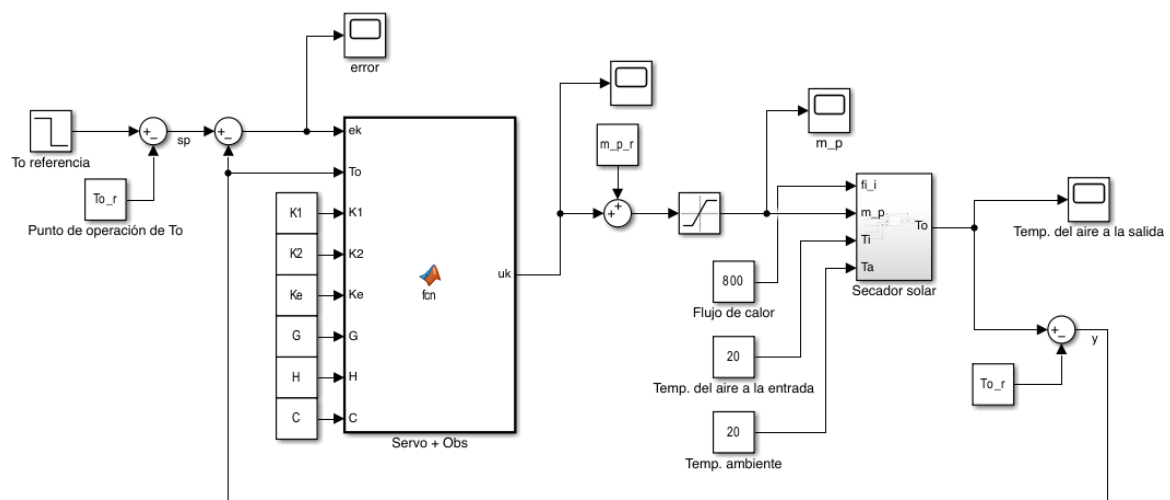 error
ek
To referencia
sp
To
To_r
Punto de operación de To
K1
K1
K2
K2
Ke
Ke
G
G
H
H
C
C
fcn
uk
Servo + Obs
m_p_r
m_p
fi_i
m_p
Ti
Ta
To
Secador solar
Temp. del aire a la salida
800
Flujo de calor
20
Temp. del aire a la entrada
20
Temp. ambiente
To_r
y